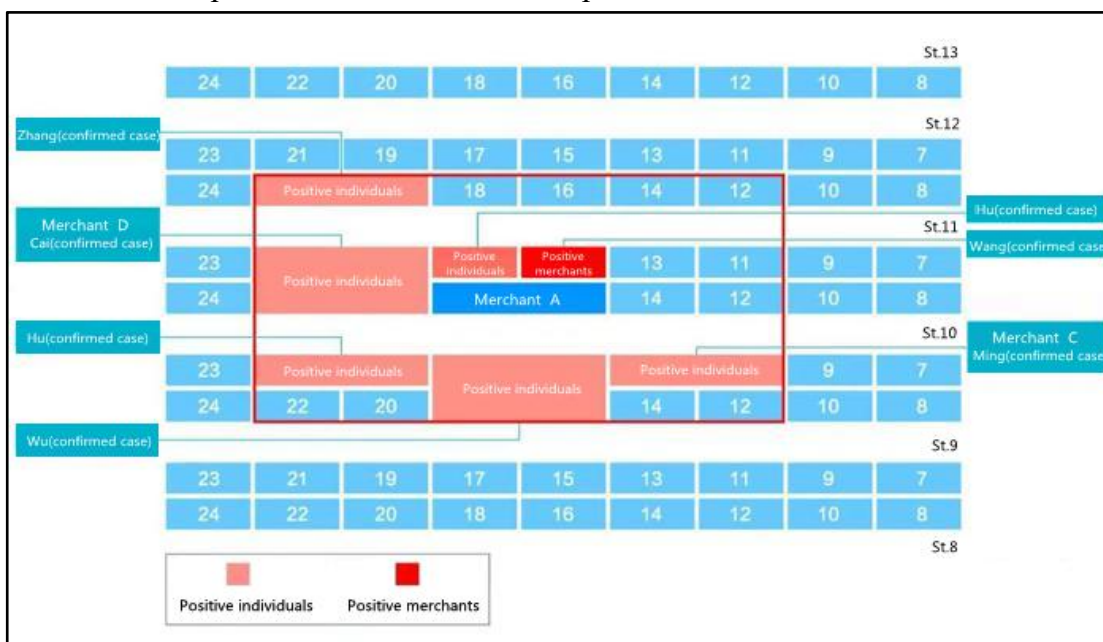 St.13
24 22 20 18 16 14 12 10 8
St.12
Zhang(confirmed case)
23 21 19 17 15 13 11 9 7
24 Positive individuals 18 16 14 12 10 8
Hu(confirmed case)
Merchant D
Cai(confirmed case)
St.11
Wang(confirmed case
23 Positive individuals Positive individuals Positive merchants 13 11 9 7
24 Merchant A 14 12 10 8
St.10
Hu(confirmed case)
Merchant C
Ming(confirmed case
23 Positive individuals Positive individuals Positive individuals 9 7
24 22 20 14 12 10 8
Wu(confirmed case)
St.9
23 21 19 17 15 13 11 9 7
24 22 20 18 16 14 12 10 8
St.8
Positive individuals Positive merchants